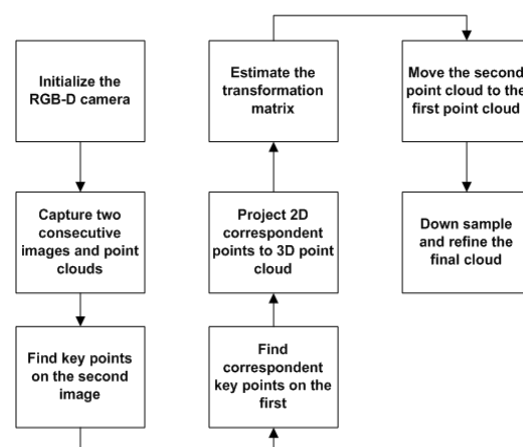 Initialize the
RGB-D camera
Capture two
consecutive
images and point
clouds
Find key points
on the second
image
Find
correspondent
key points on the
first
Project 2D
correspondent
points to 3D point
cloud
Estimate the
transformation
matrix
Move the second
point cloud to the
first point cloud
Down sample
and refine the
final cloud